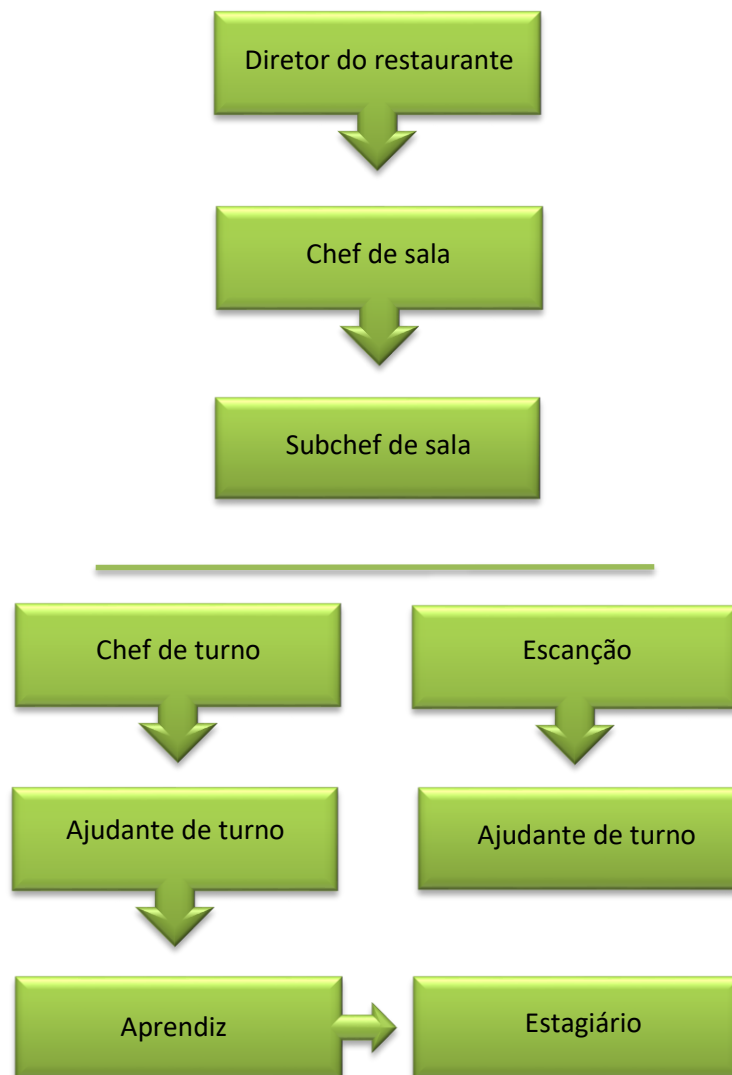 Diretor do restaurante
Chef de sala
Subchef de sala
Chef de turno
Escanção
Ajudante de turno
Ajudante de turno
Aprendiz
Estagiário